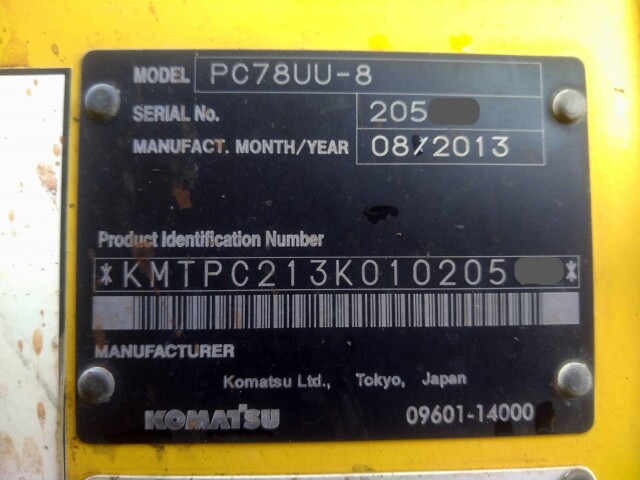 MODEL PC78UU-8
SERIAL No. 205
MANUFACT. MONTH/YEAR 08/2013
Product Identification Number
*KMTPC213K010205 *
MANUFACTURER
Komatsu Ltd., Tokyo, Japan
KOMATSU 09601-14000